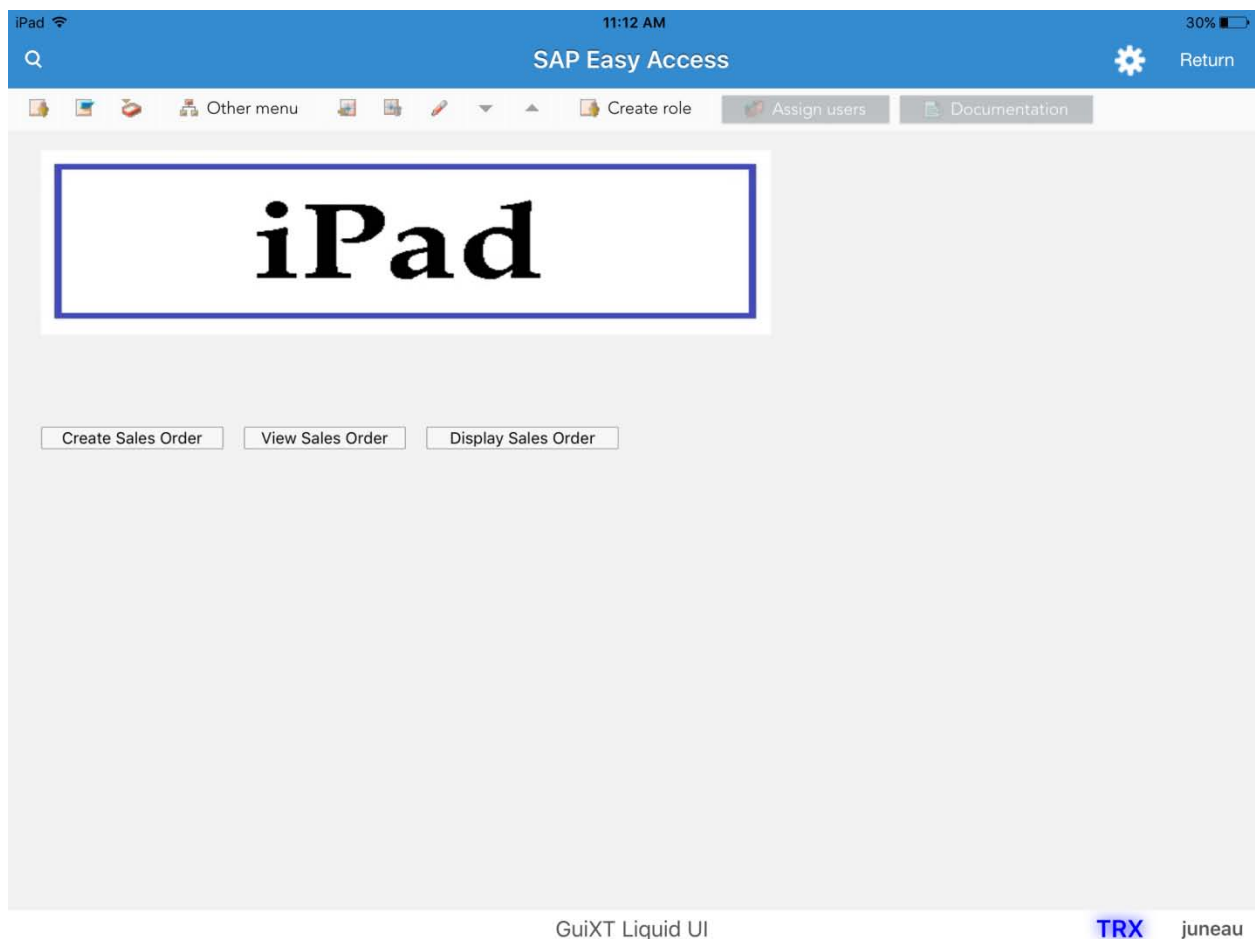 iPad 11:12 AM 30%
SAP Easy Access Return
Other menu Create role Assign users Documentation
iPad
Create Sales Order View Sales Order Display Sales Order
GuiXT Liquid UI TRX juneau